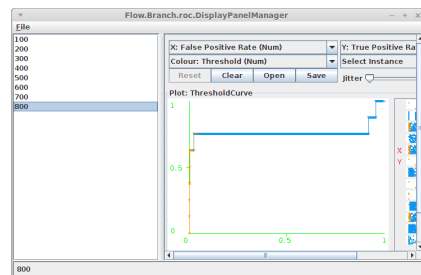 Flow.Branch.roc.DisplayPanelManager
File
100
200
300
400
500
600
700
800
X: False Positive Rate (Num)
Y: True Positive Ra
Colour: Threshold (Num)
Select Instance
Reset
Clear
Open
Save
Jitter
Plot: ThresholdCurve
1
0.5
0
0
0.5
1
X
Y
800